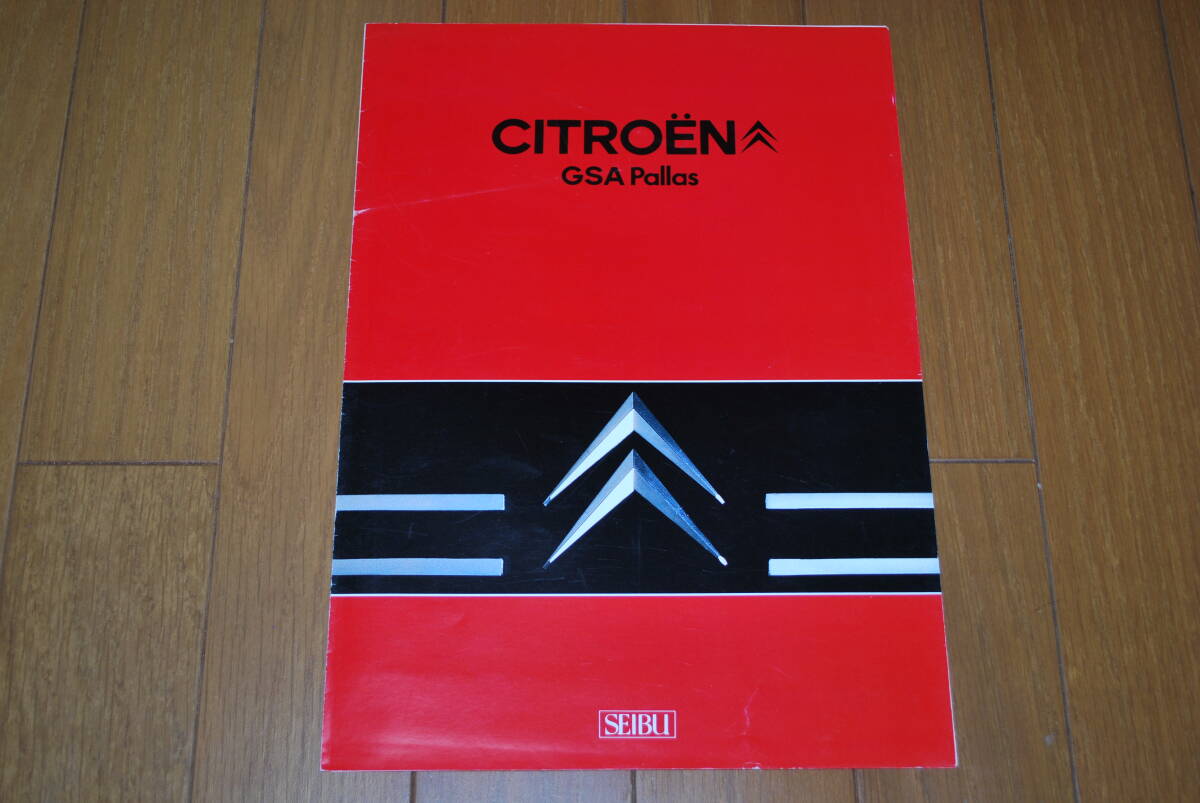 CITROËN
GSA Pallas
SEIBU